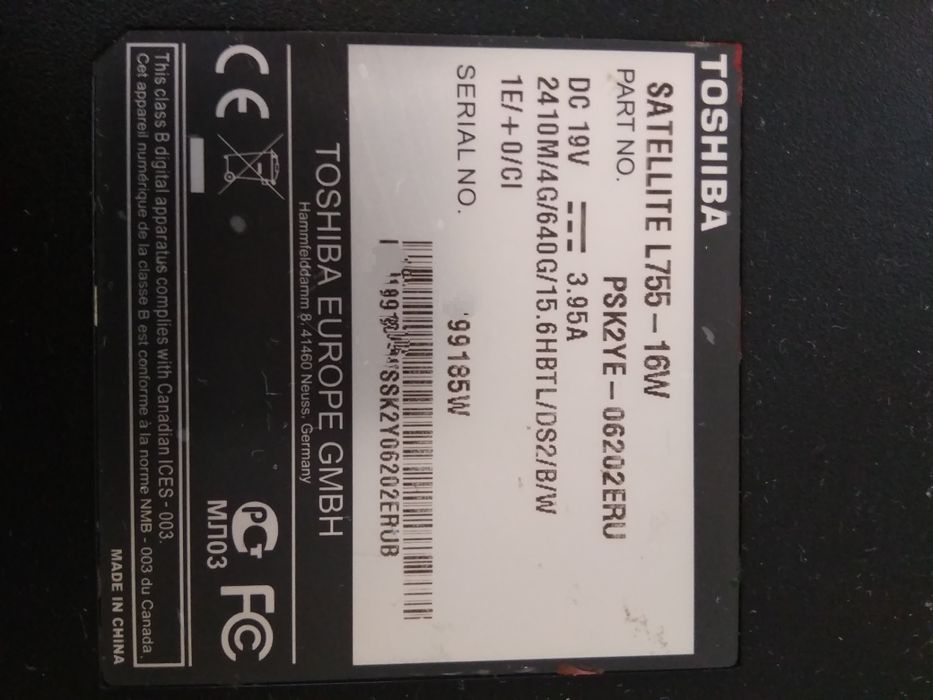 TOSHIBA
SATELLITE L755-16W
PART NO. PSK2YE-06202ERU
DC 19V 3.95A
2410M/4G/640G/15.6HBTL/DS2/B/W
1E/+0/CI
SERIAL NO. 99185W
SSK2Y06202ERUB
TOSHIBA EUROPE GMBH
Hammfelddamm 8, 41460 Neuss, Germany
CE PG FC
МЛ03
This class B digital apparatus complies with Canadian ICES - 003.
Cet appareil numérique de la classe B est conforme à la norme NMB - 003 du Canada.
MADE IN CHINA